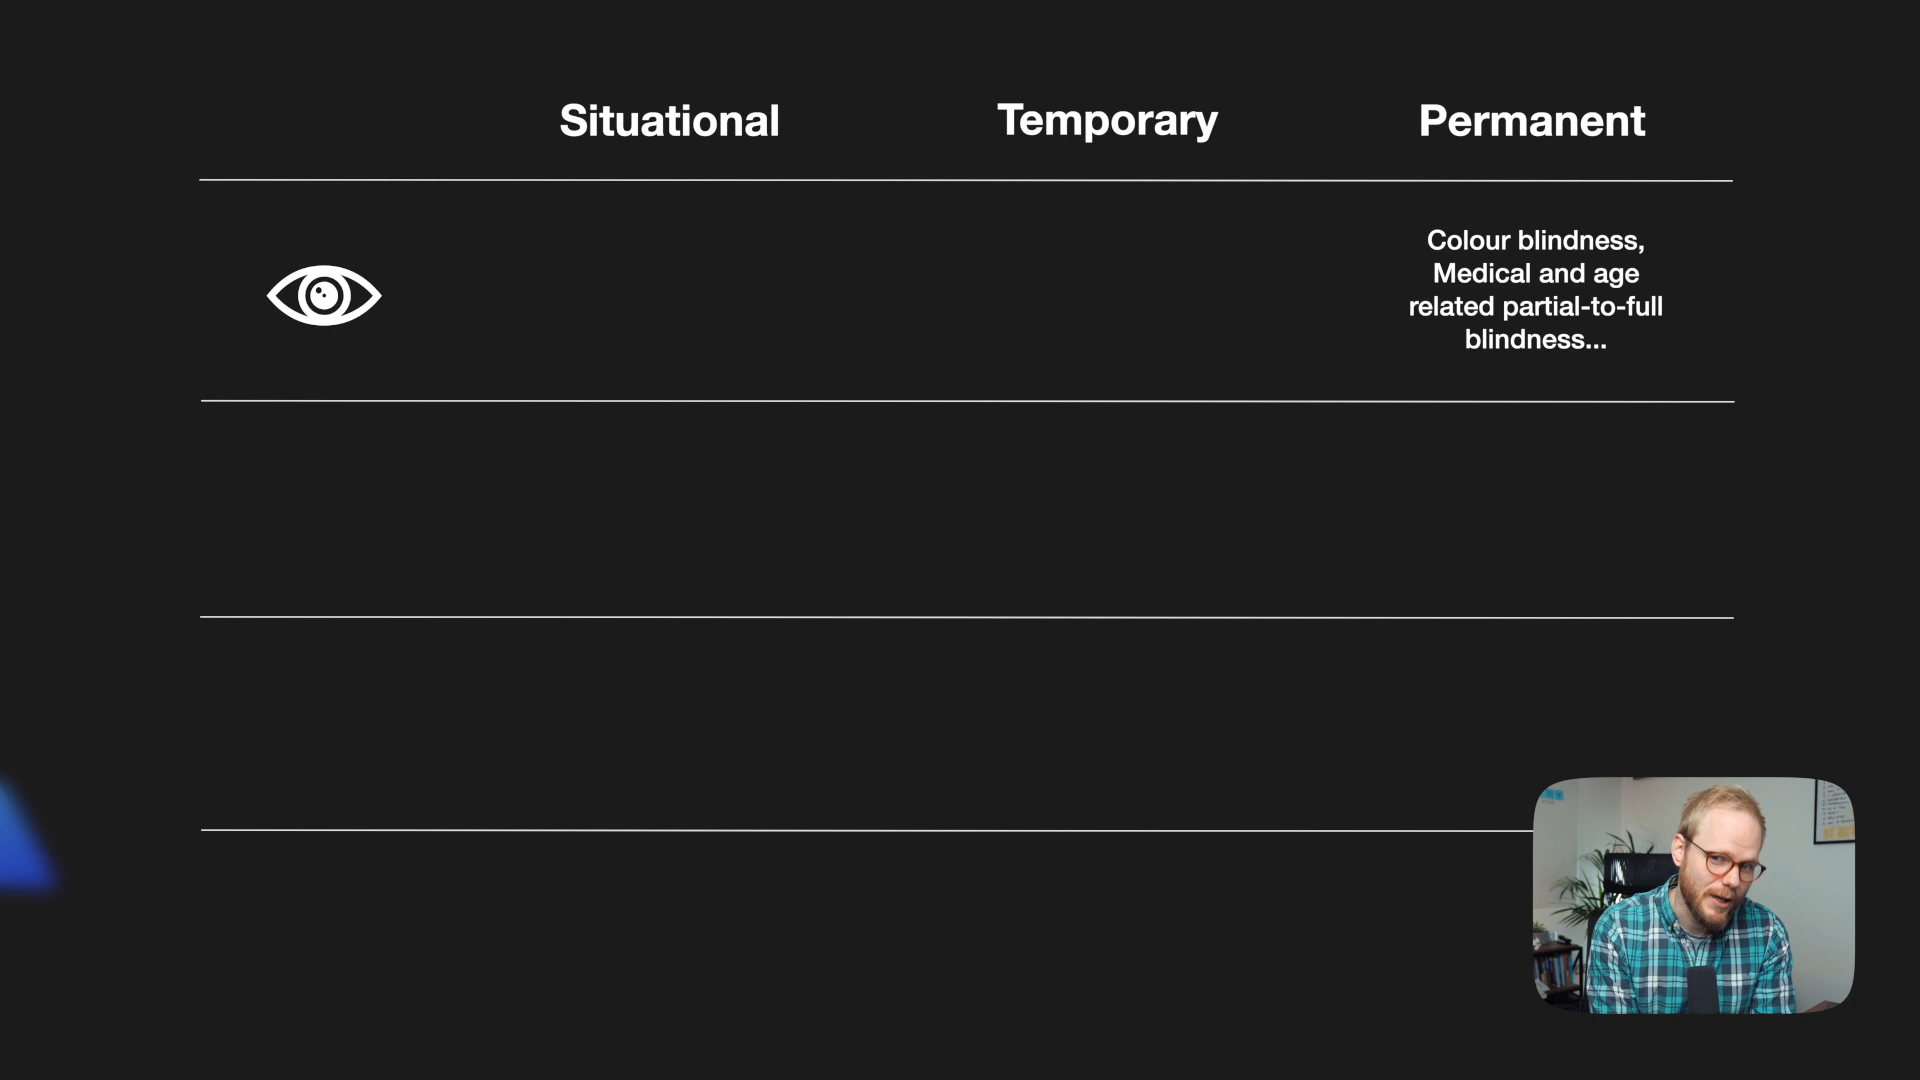 Situational
Temporary
Permanent
Colour blindness,
Medical and age
related partial-to-full
blindness...